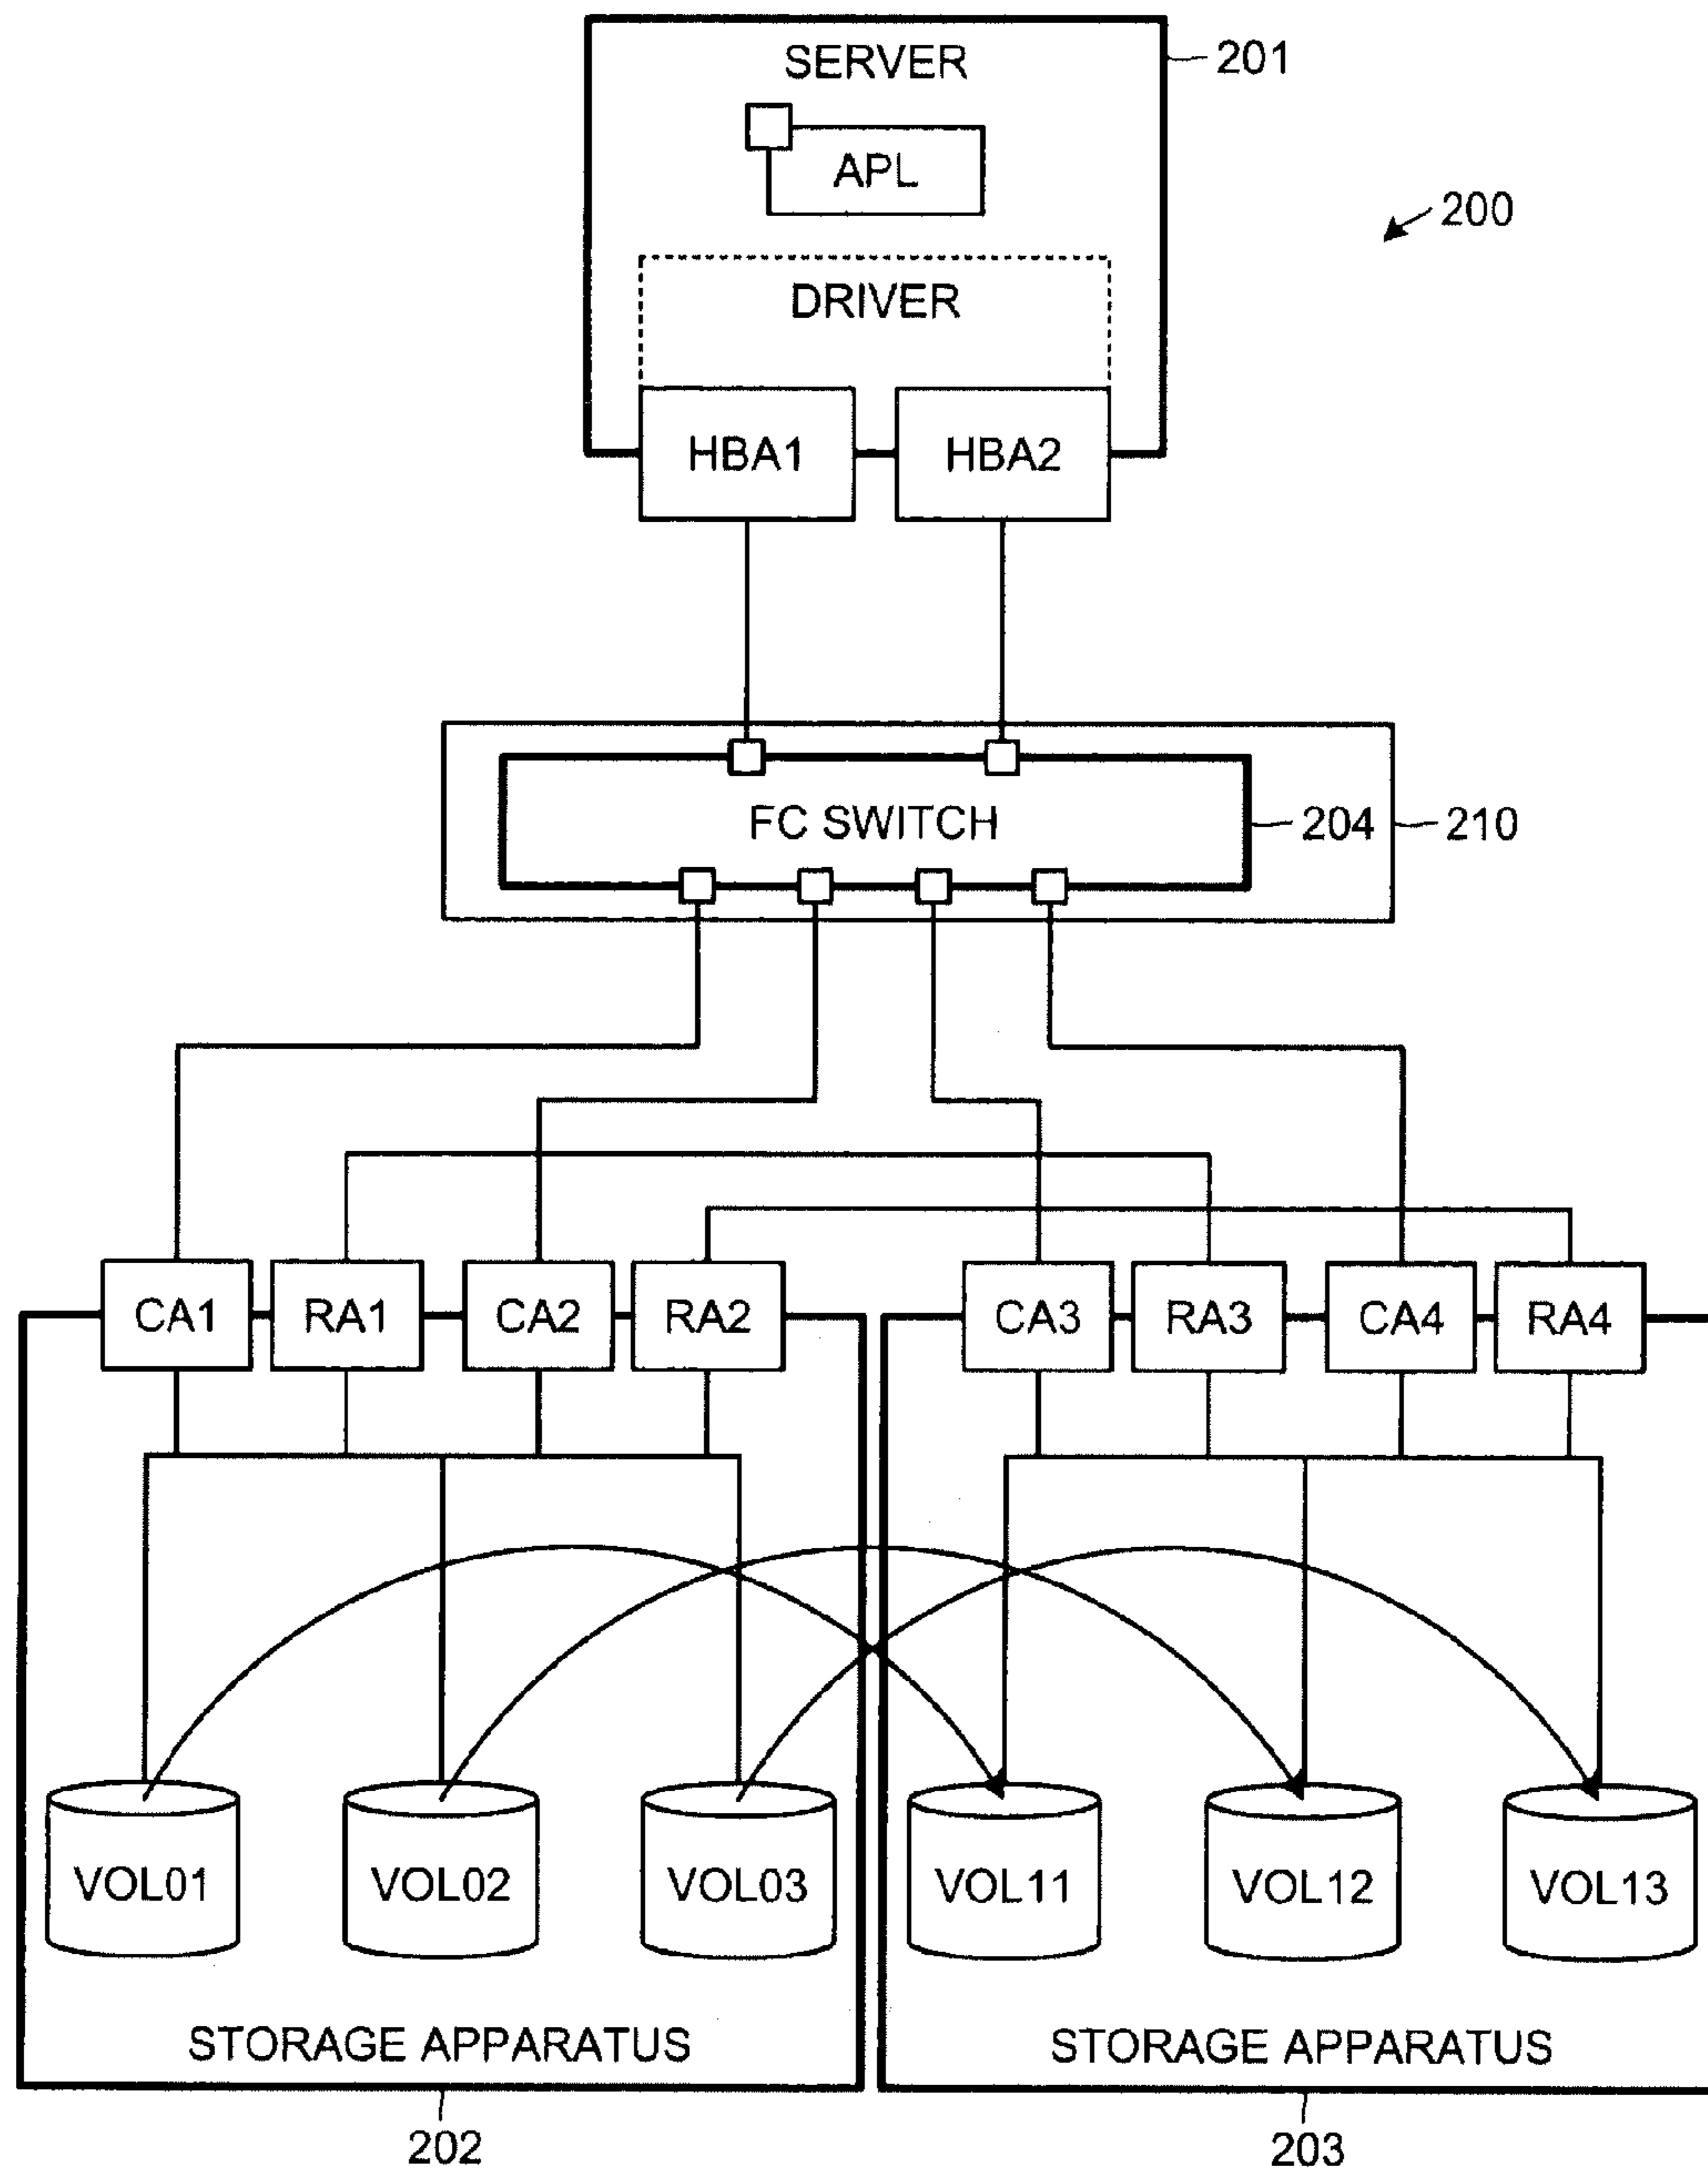 SERVER
201
APL
200
DRIVER
HBA1
HBA2
FC SWITCH
204
210
CA1
RA1
CA2
RA2
CA3
RA3
CA4
RA4
VOL01
VOL02
VOL03
VOL11
VOL12
VOL13
STORAGE APPARATUS
STORAGE APPARATUS
202
203